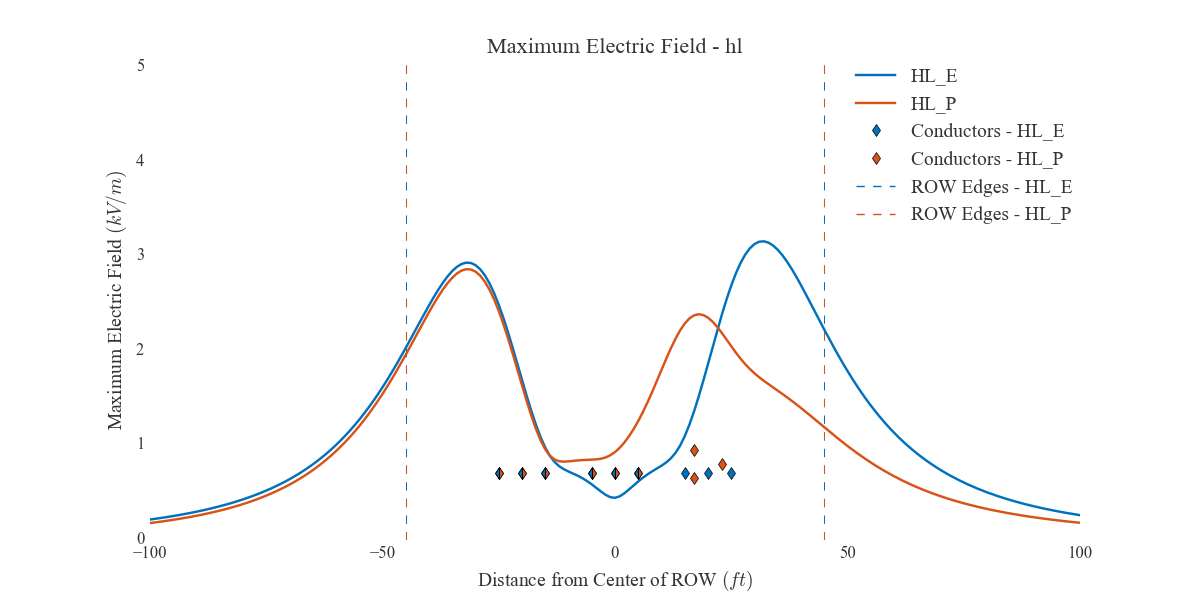 Maximum Electric Field - hl
5
4
3
2
1
0
Maximum Electric Field (kV/m)
HL_E
HL_P
Conductors - HL_E
Conductors - HL_P
ROW Edges - HL_E
ROW Edges - HL_P
−100
−50
0
50
100
Distance from Center of ROW (ft)